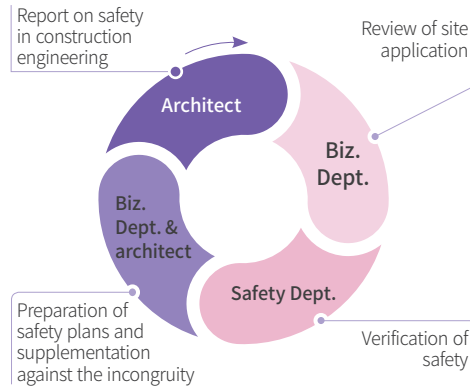 Report on safety
in construction
engineering
Architect
Review of site
application
Biz.
Dept.
Biz.
Dept. &
architect
Safety Dept.
Preparation of
safety plans and
supplementation
against the incongruity
Verification of
safety